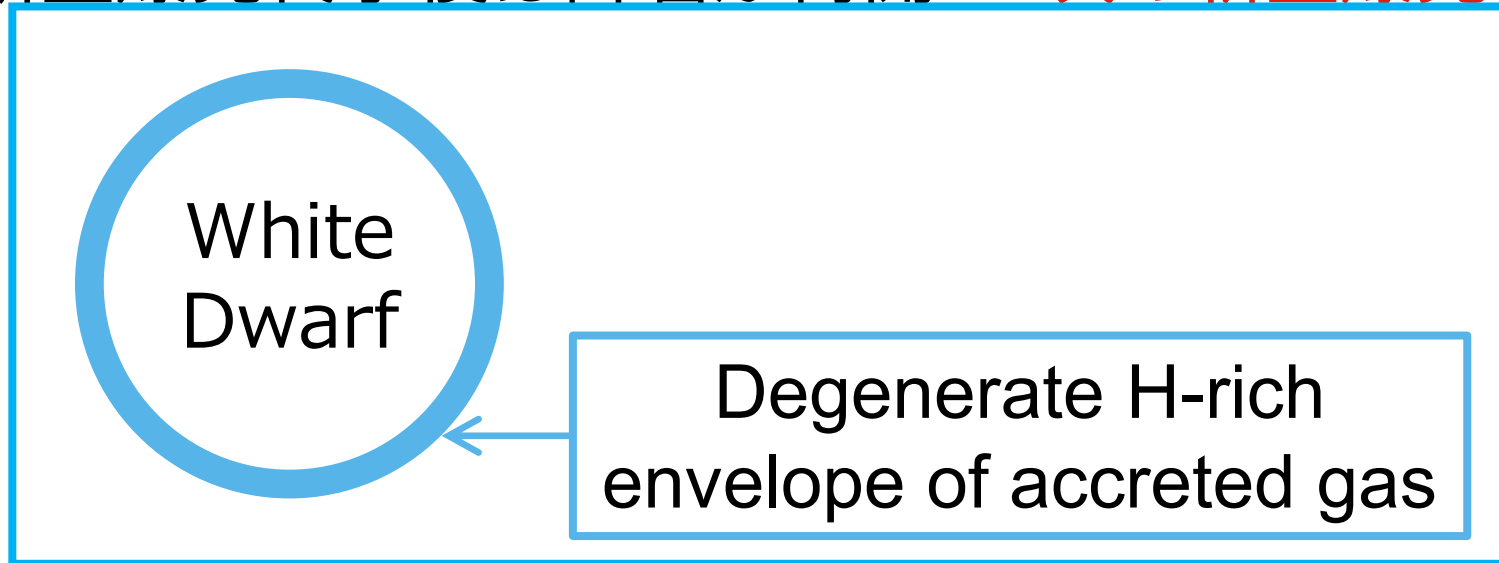 White
Dwarf
Degenerate H-rich
envelope of accreted gas